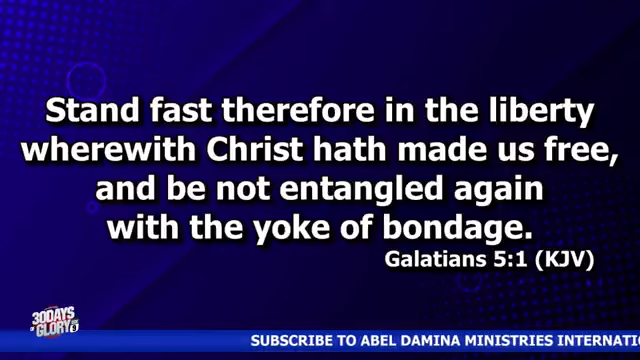 Stand fast therefore in the liberty
wherewith Christ hath made us free,
and be not entangled again
with the yoke of bondage.
Galatians 5:1 (KJV)
30DAYS
OF GLORY
SUBSCRIBE TO ABEL DAMINA MINISTRIES INTERNATI